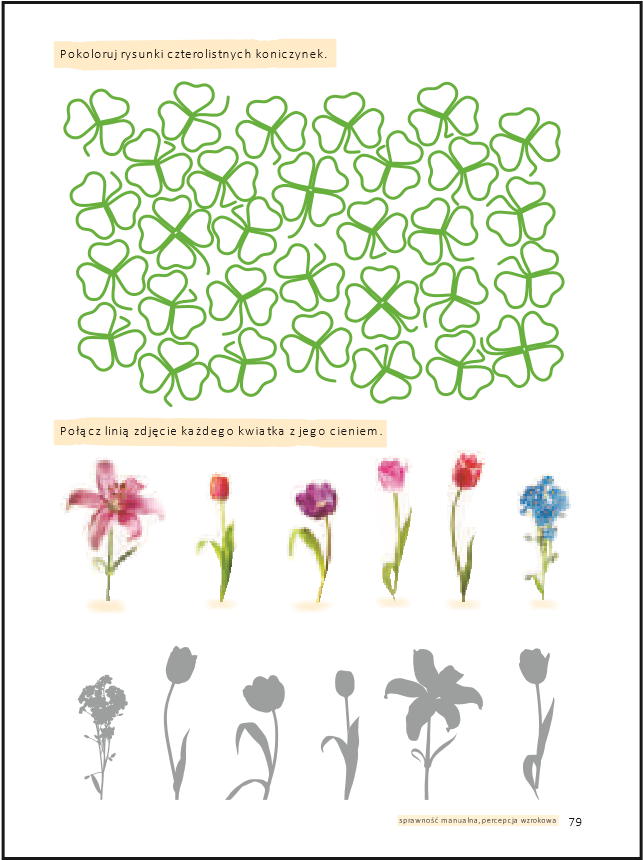 Pokoloruj rysunki czterolistnych koniczynek.
Połącz linią zdjęcie każdego kwiatka z jego cieniem.
sprawność manualna, percepcja wzrokowa 79